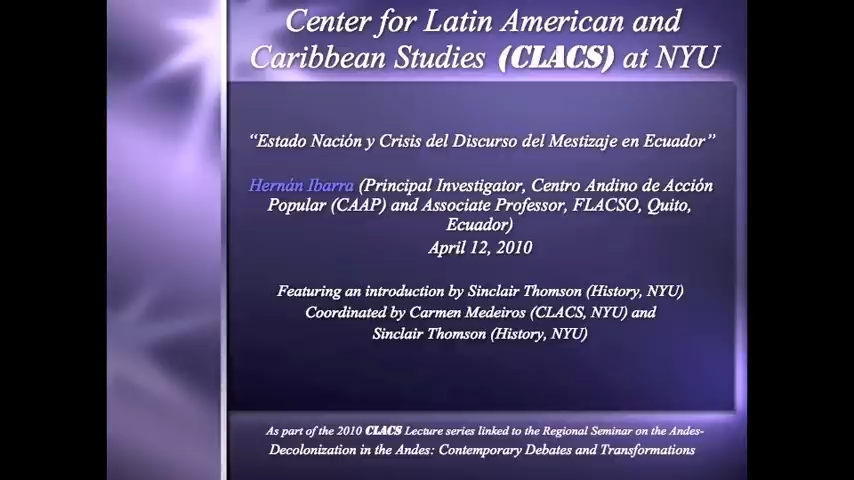 Center for Latin American and
Caribbean Studies (CLACS) at NYU
“Estado Nación y Crisis del Discurso del Mestizaje en Ecuador”
Hernán Ibarra (Principal Investigator, Centro Andino de Acción
Popular (CAAP) and Associate Professor, FLACSO, Quito,
Ecuador)
April 12, 2010
Featuring an introduction by Sinclair Thomson (History, NYU)
Coordinated by Carmen Medeiros (CLACS, NYU) and
Sinclair Thomson (History, NYU)
As part of the 2010 CLACS Lecture series linked to the Regional Seminar on the Andes-
Decolonization in the Andes: Contemporary Debates and Transformations